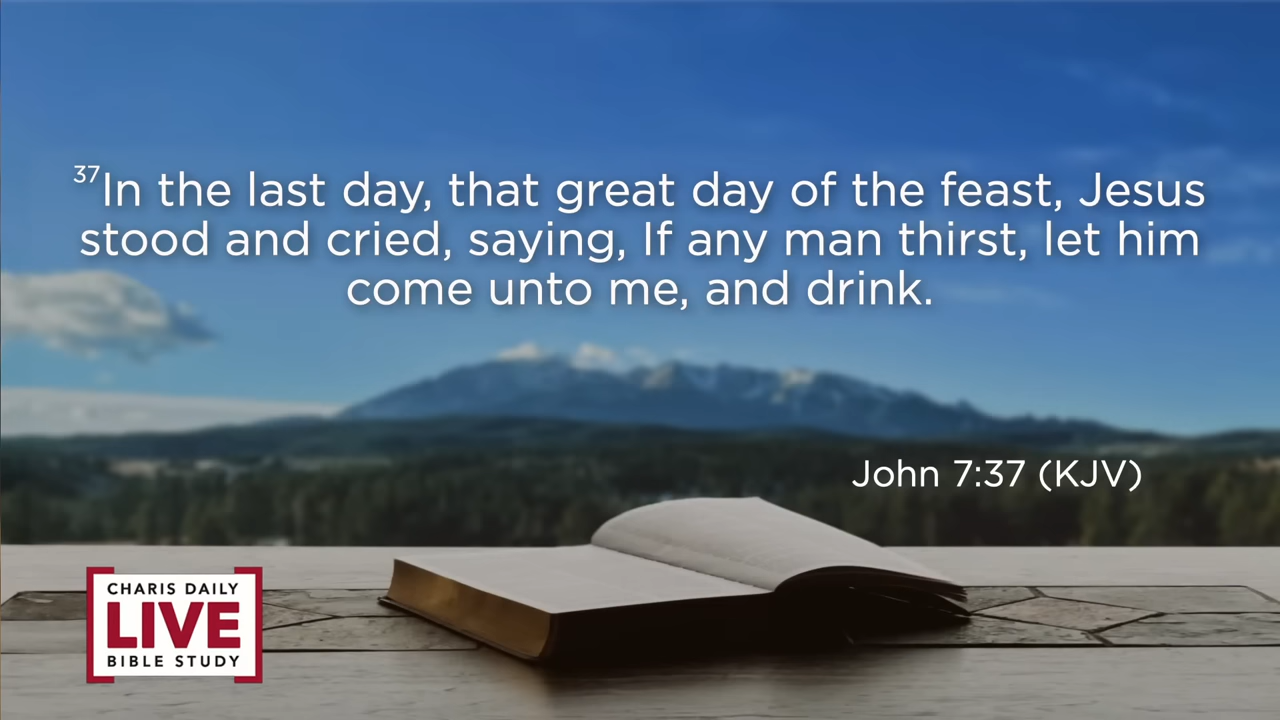 37In the last day, that great day of the feast, Jesus
stood and cried, saying, If any man thirst, let him
come unto me, and drink.
John 7:37 (KJV)
CHARIS DAILY
LIVE
BIBLE STUDY